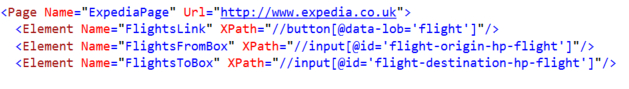 <Page Name="ExpediaPage" Url="http://www.expedia.co.uk">
<Element Name="FlightsLink" XPath="//button[@data-lob='flight']"/>
<Element Name="FlightsFromBox" XPath="//input[@id='flight-origin-hp-flight']"/>
<Element Name="FlightsToBox" XPath="//input[@id='flight-destination-hp-flight']"/>